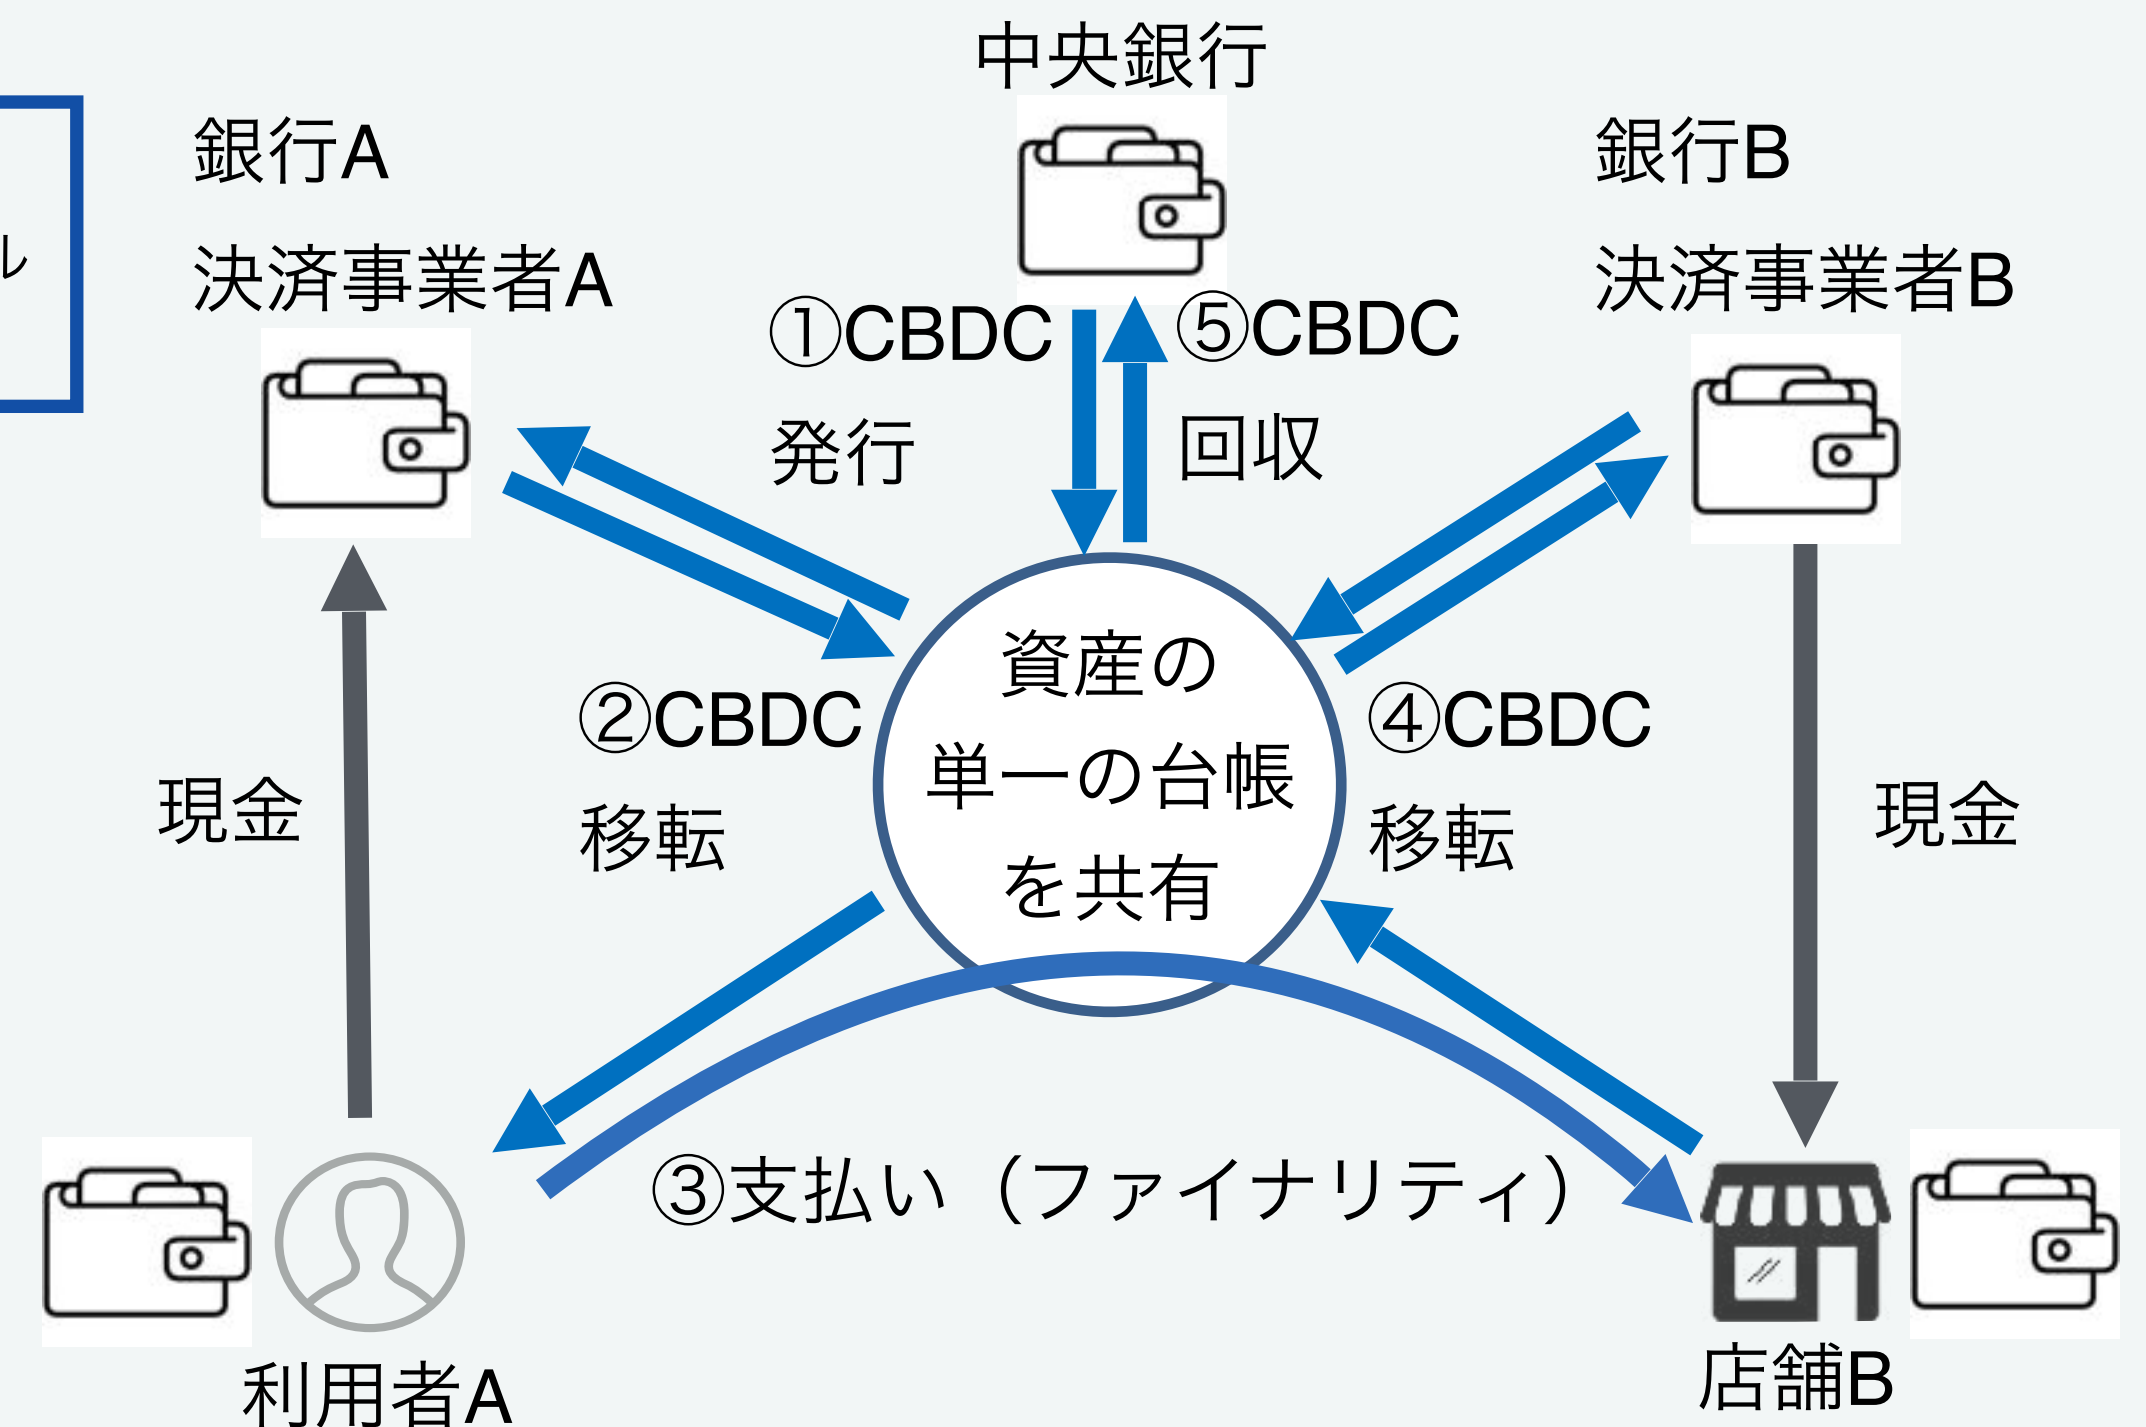 中央銀行
銀行A
決済事業者A
銀行B
決済事業者B
ル
①CBDC
発行
⑤CBDC
回収
資産の
単一の台帳
を共有
②CBDC
移転
④CBDC
移転
現金
現金
③支払い（ファイナリティ）
利用者A
店舗B